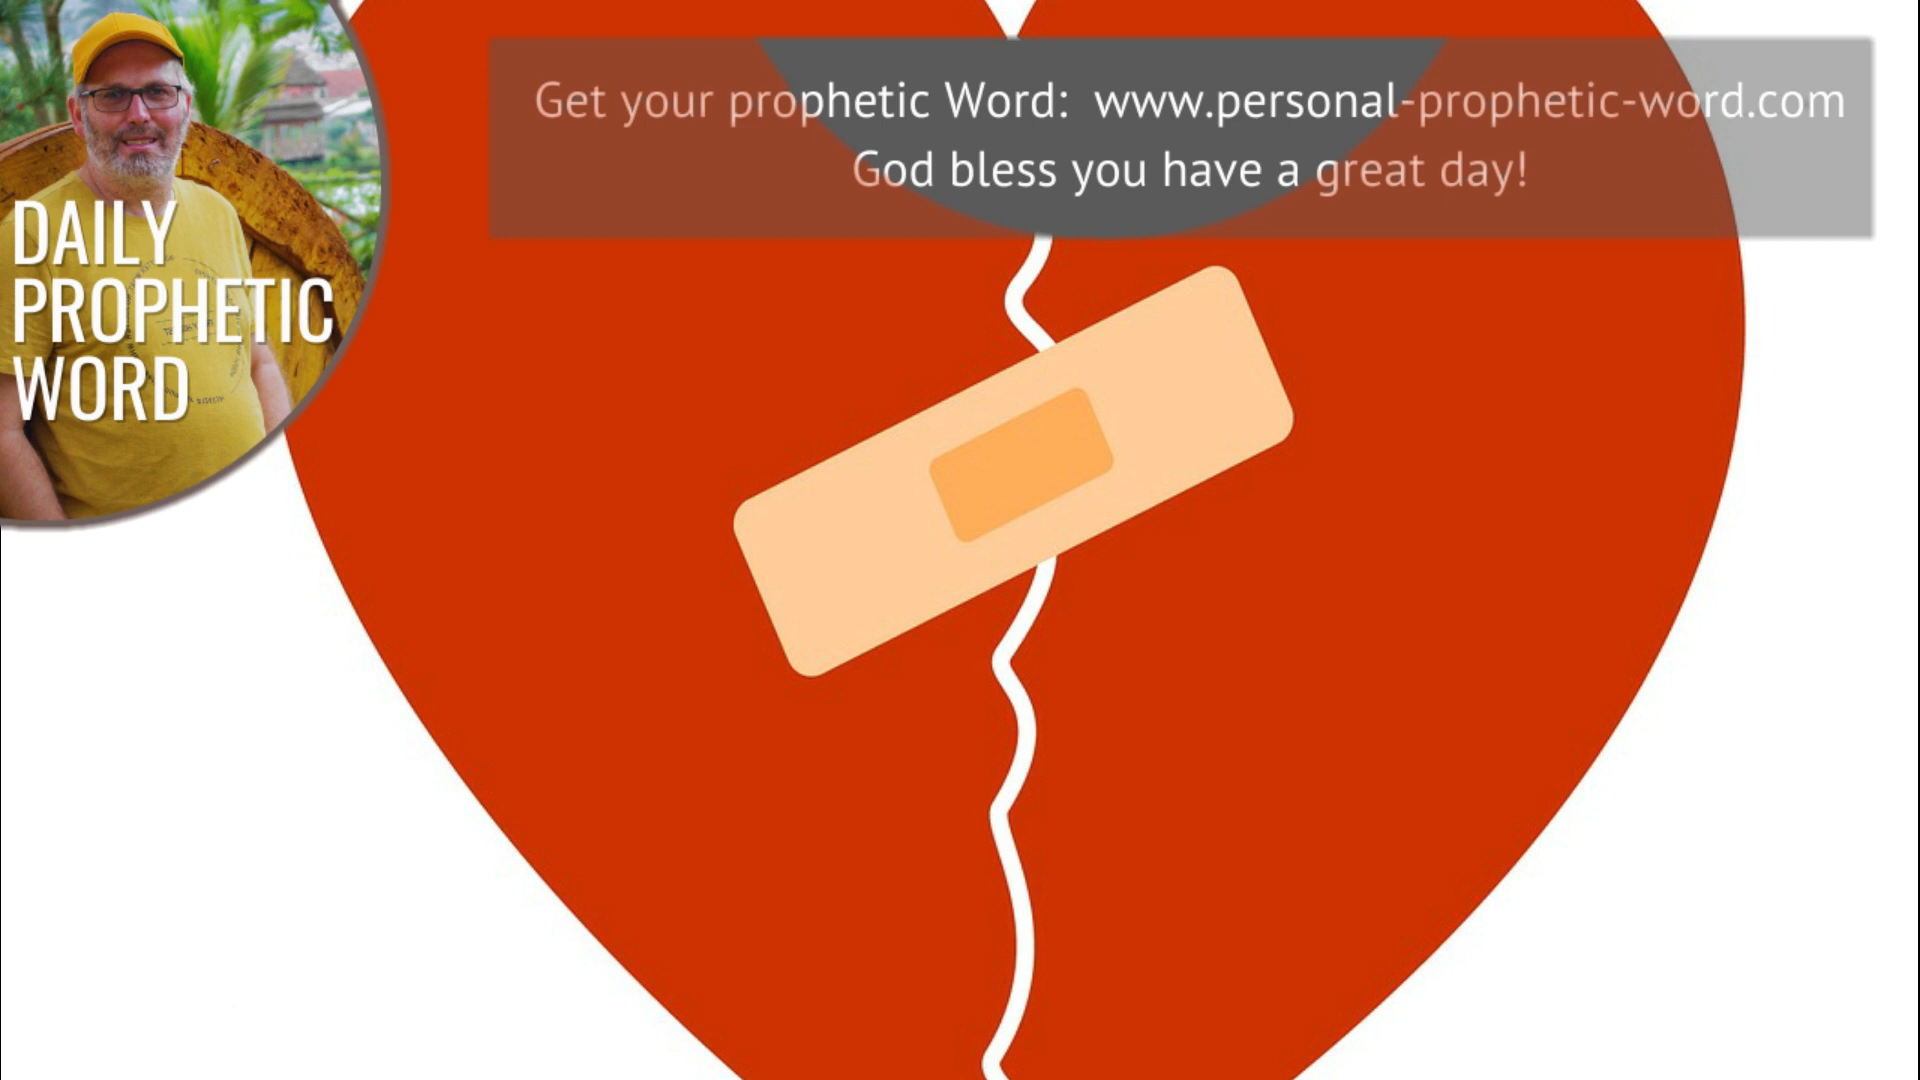 DAILY
PROPHETIC
WORD
Get your prophetic Word: www.personal-prophetic-word.com
God bless you have a great day!